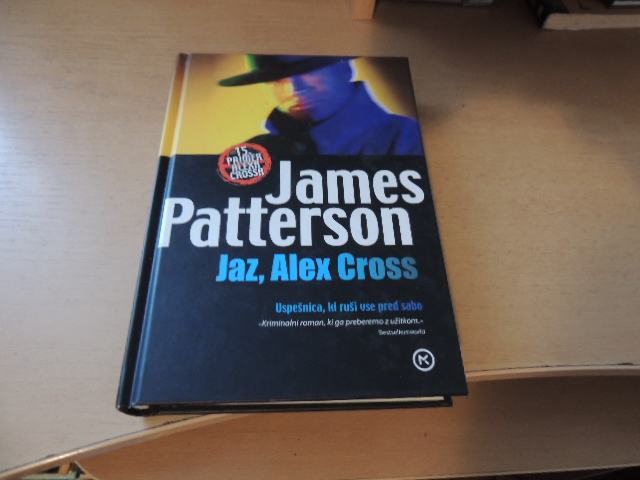 15.
PRIMER
ALEXA
CROSSA
James
Patterson
Jaz, Alex Cross
Uspešnica, ki ruši vse pred sabo
»Kriminalni roman, ki ga preberemo z užitkom.«
Bestsellersworld